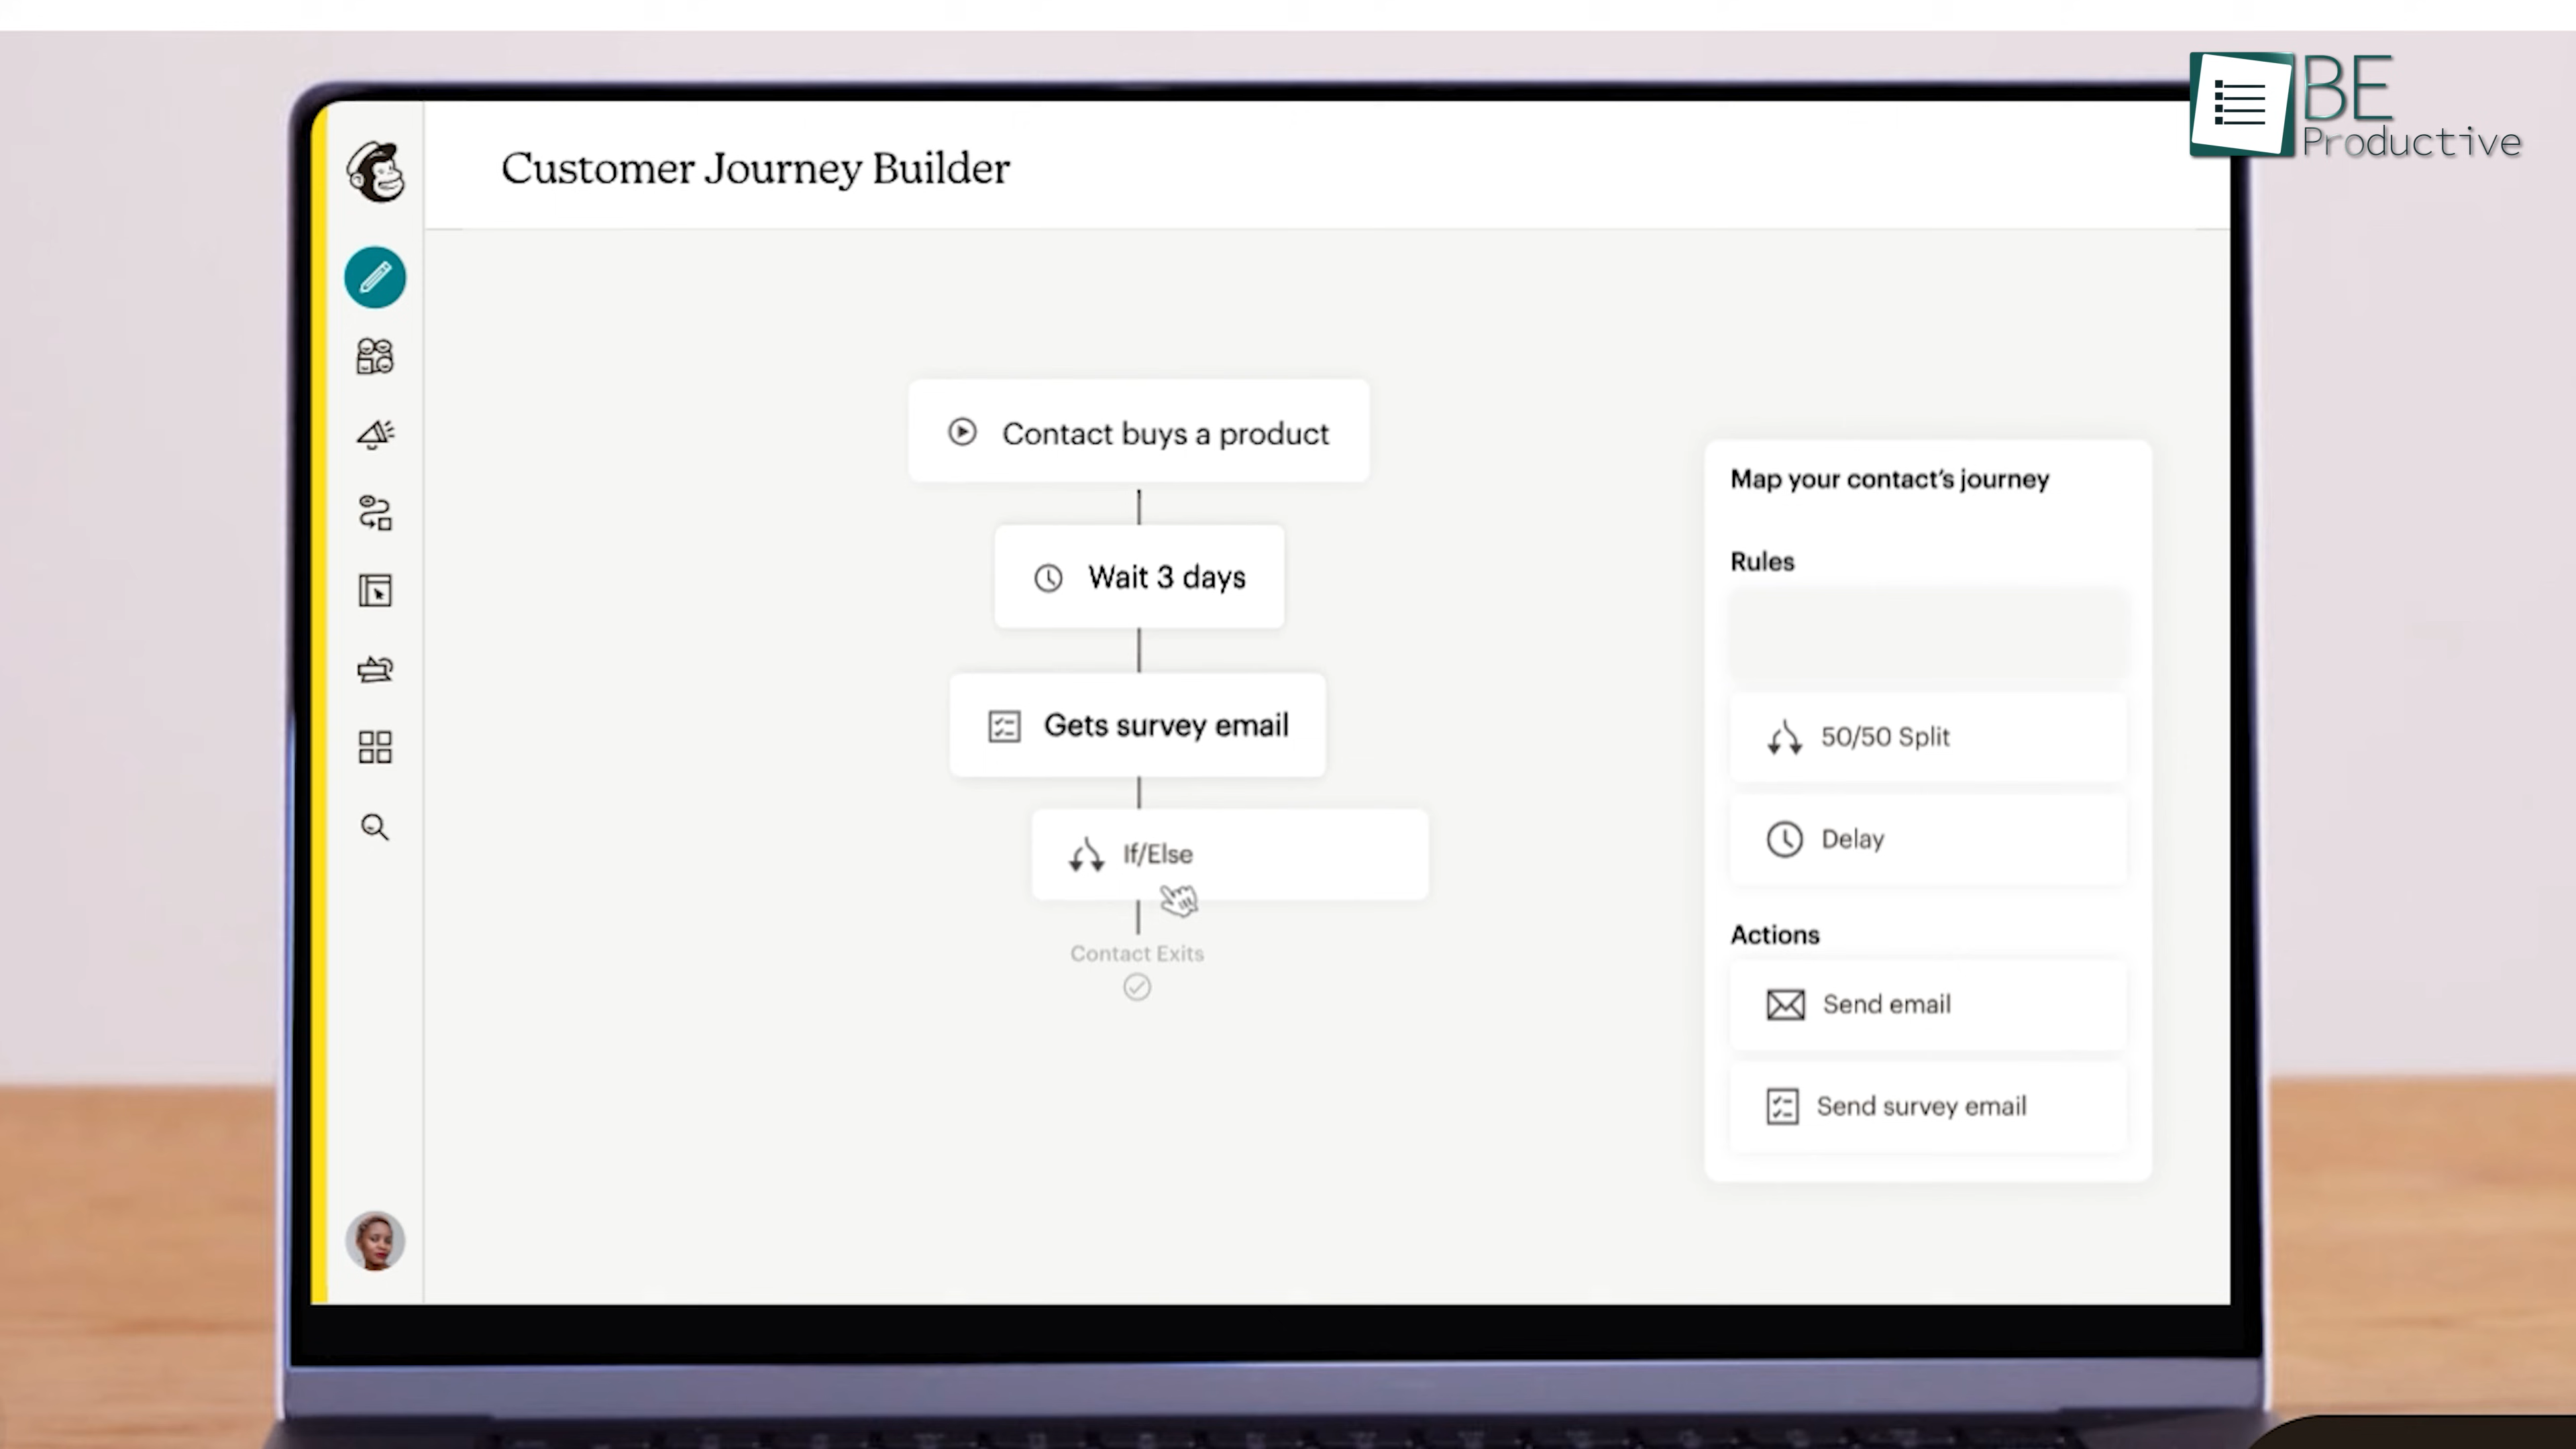 BE
Productive
Customer Journey Builder
Contact buys a product
Wait 3 days
Gets survey email
If/Else
Contact Exits
Map your contact's journey
Rules
50/50 Split
Delay
Actions
Send email
Send survey email